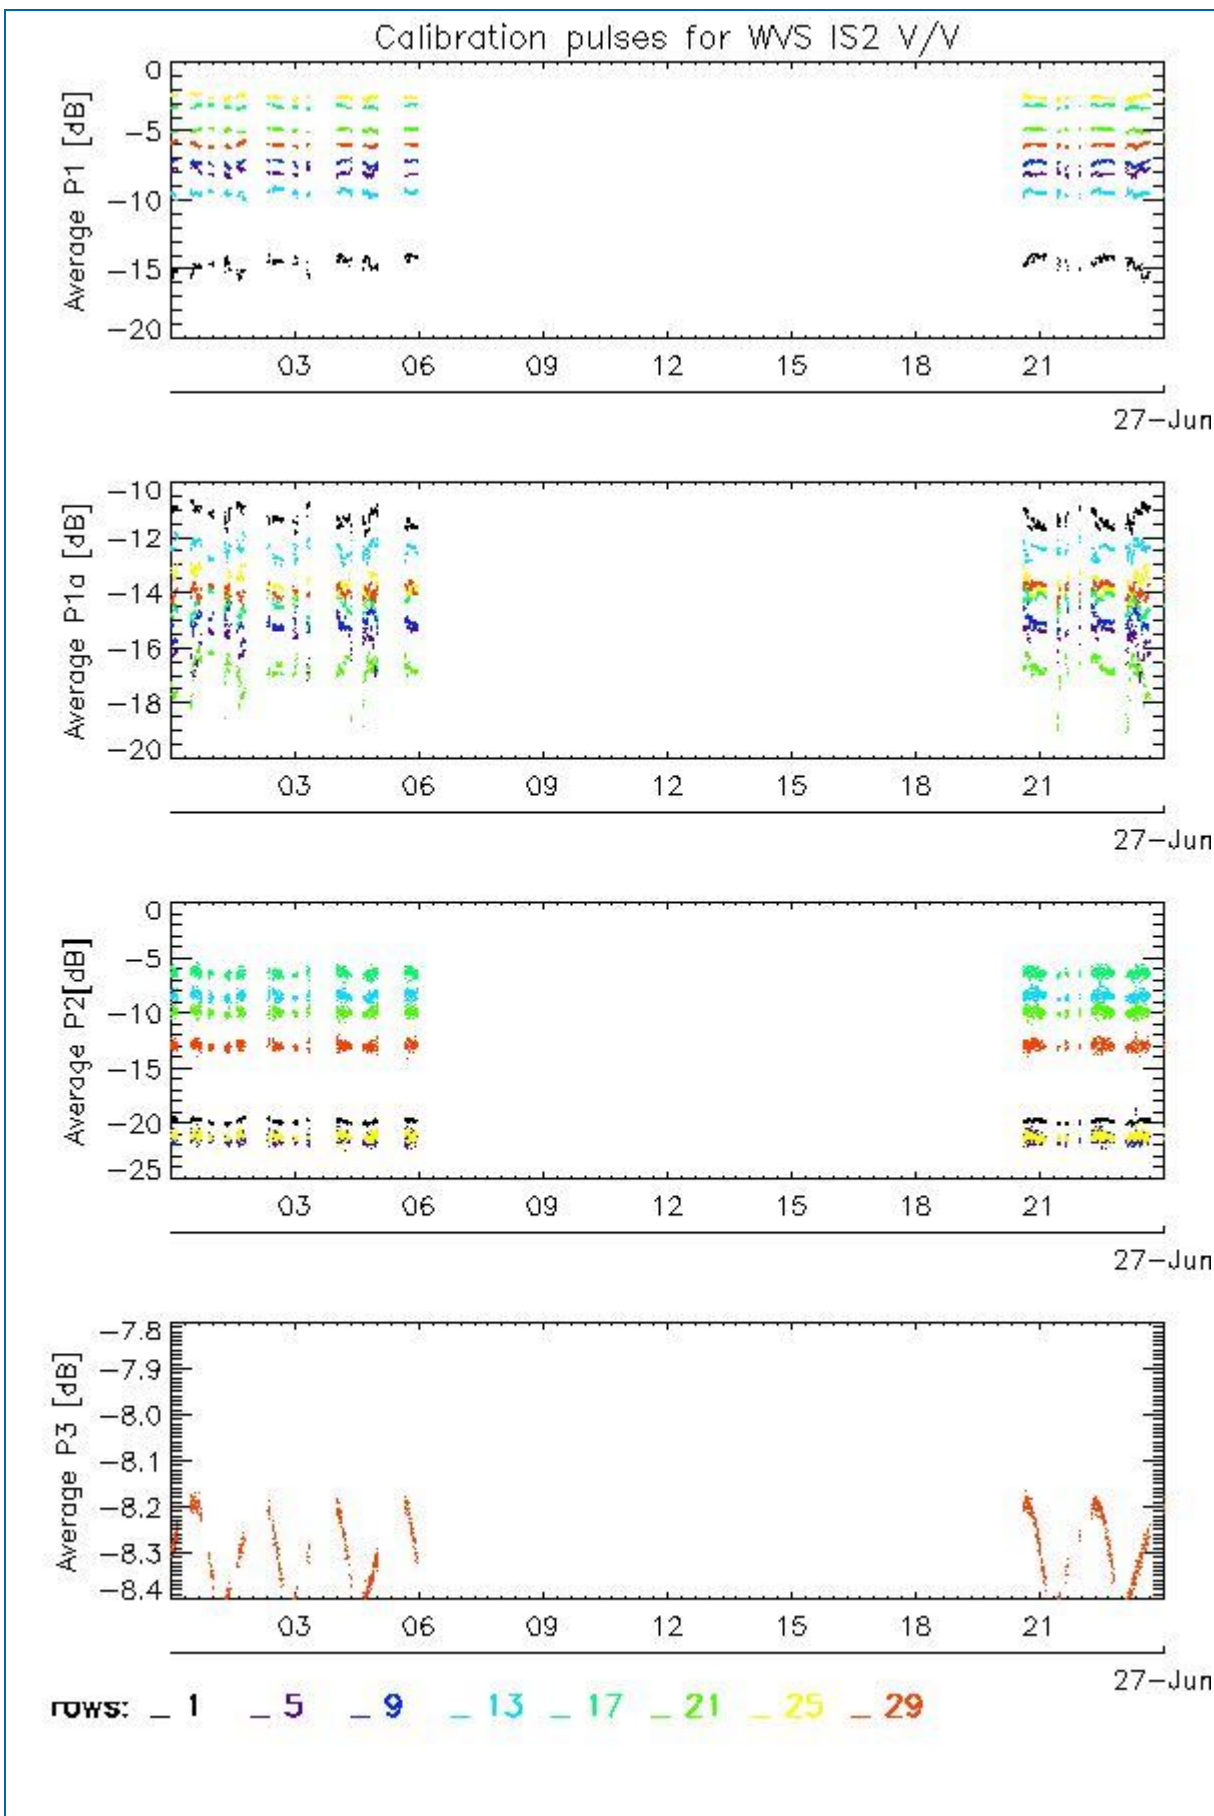 Calibration pulses for WVS IS2 V/V
Average P1 [dB]
0
−5
−10
−15
−20
03 06 09 12 15 18 21
27−Jun
Average P1a [dB]
−10
−12
−14
−16
−18
−20
03 06 09 12 15 18 21
27−Jun
Average P2[dB]
0
−5
−10
−15
−20
−25
03 06 09 12 15 18 21
27−Jun
Average P3 [dB]
−7.8
−7.9
−8.0
−8.1
−8.2
−8.3
−8.4
03 06 09 12 15 18 21
27−Jun
rows: _ 1 _ 5 _ 9 _ 13 _ 17 _ 21 _ 25 _ 29